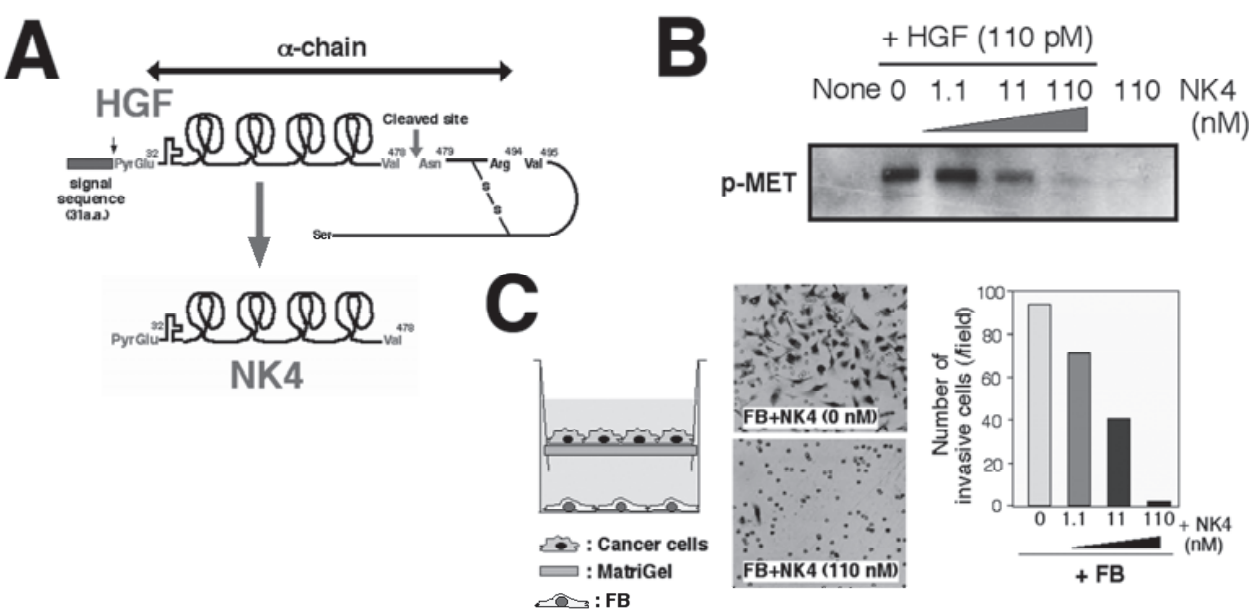 A
α-chain
HGF
Cleaved site
PyrGlu 32
Val 478
Asn 479
Arg 494
Val 495
signal
sequence
(31a.a.)
S
S
Ser
PyrGlu 32
Val 478
NK4
B
+ HGF (110 pM)
None 0 1.1 11 110 110 NK4
(nM)
p-MET
C
: Cancer cells
: MatriGel
: FB
FB+NK4 (0 nM)
FB+NK4 (110 nM)
Number of
invasive cells (/field)
100
80
60
40
20
0
0 1.1 11 110 + NK4
(nM)
+ FB